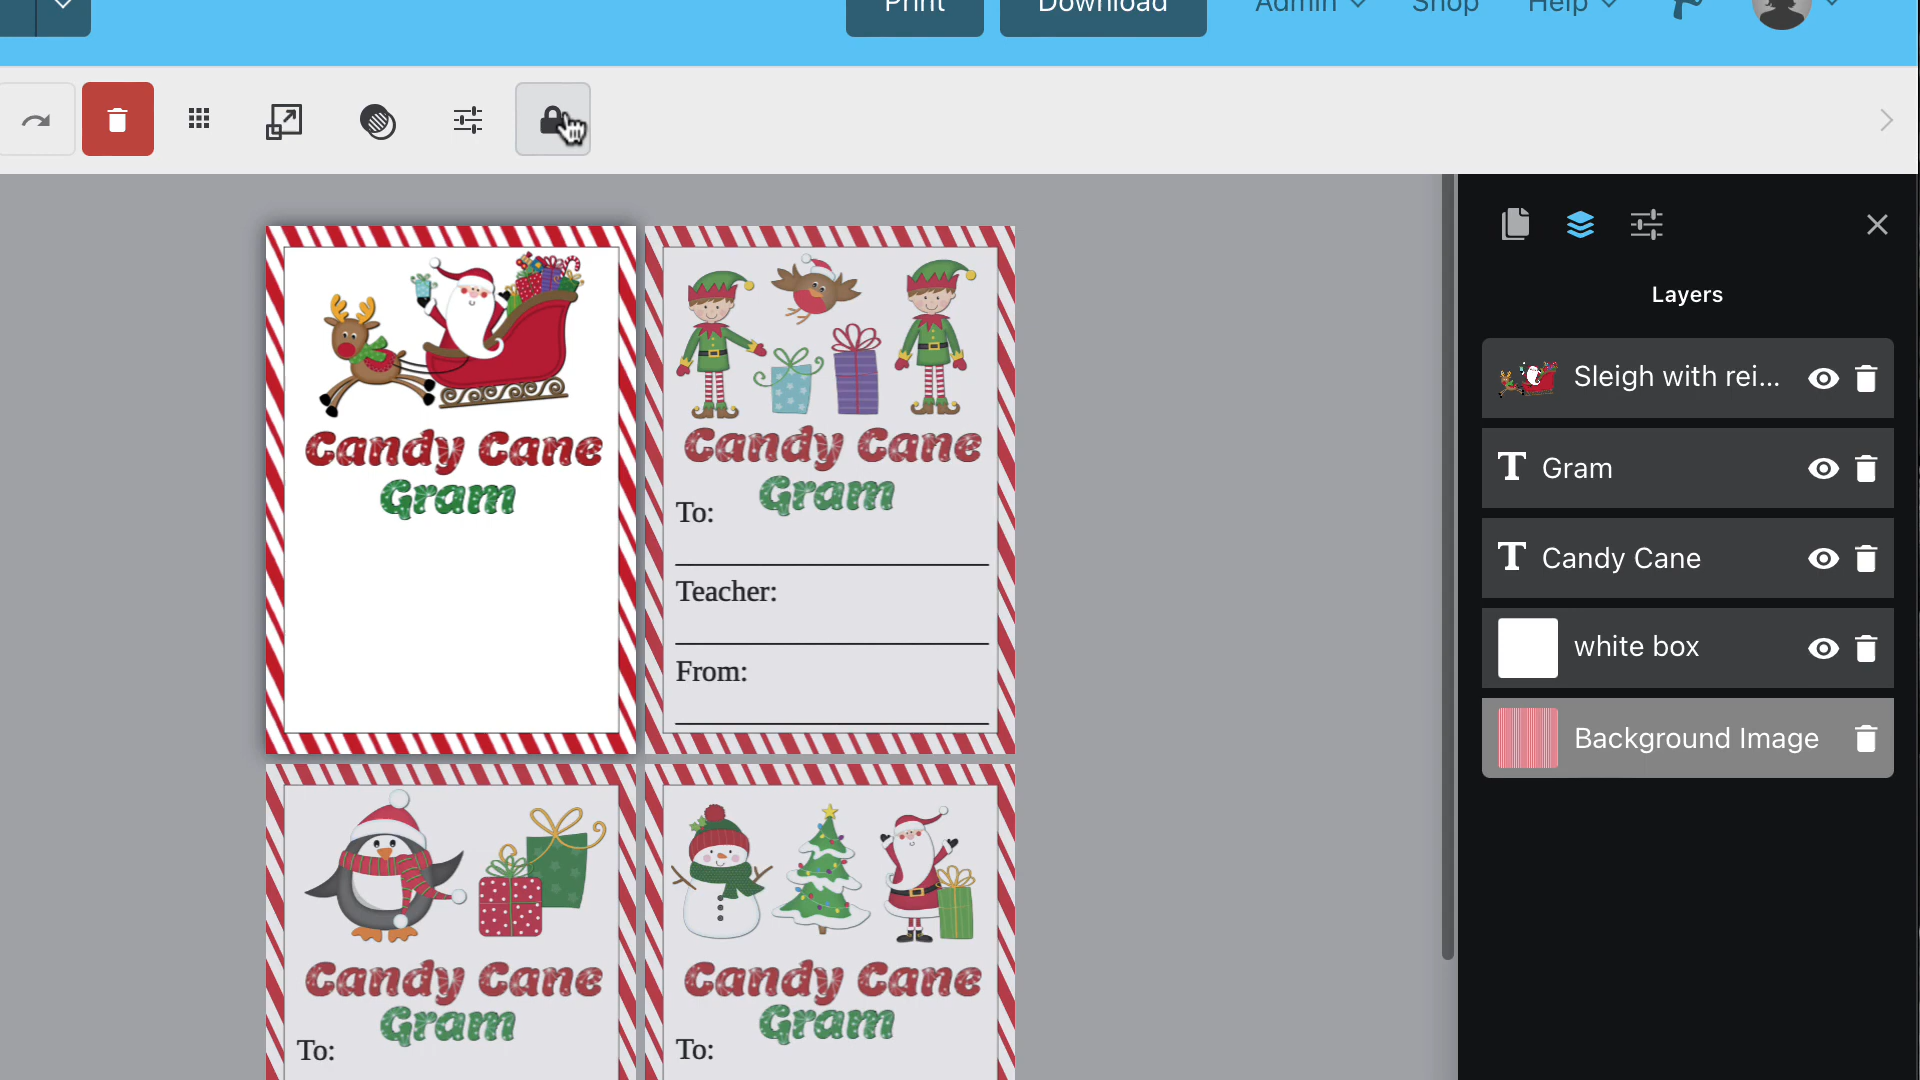 Print
Download
Admin
Shop
Help
Layers
Sleigh with rei...
Gram
Candy Cane
white box
Background Image
Candy Cane
Gram
Candy Cane
Gram
To:
Teacher:
From:
Candy Cane
Gram
To:
Candy Cane
Gram
To: